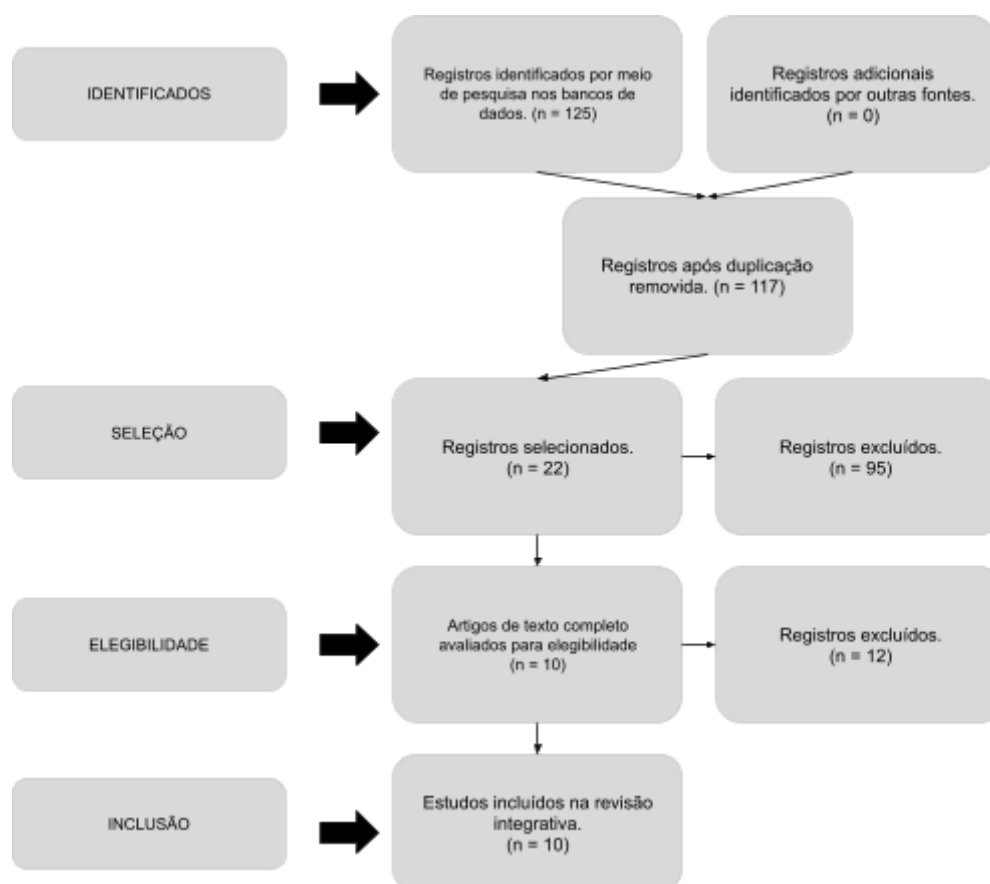 IDENTIFICADOS
Registros identificados por meio
de pesquisa nos bancos de
dados. (n = 125)
Registros adicionais
identificados por outras fontes.
(n = 0)
Registros após duplicação
removida. (n = 117)
SELEÇÃO
Registros selecionados.
(n = 22)
Registros excluídos.
(n = 95)
ELEGIBILIDADE
Artigos de texto completo
avaliados para elegibilidade
(n = 10)
Registros excluídos.
(n = 12)
INCLUSÃO
Estudos incluídos na revisão
integrativa.
(n = 10)